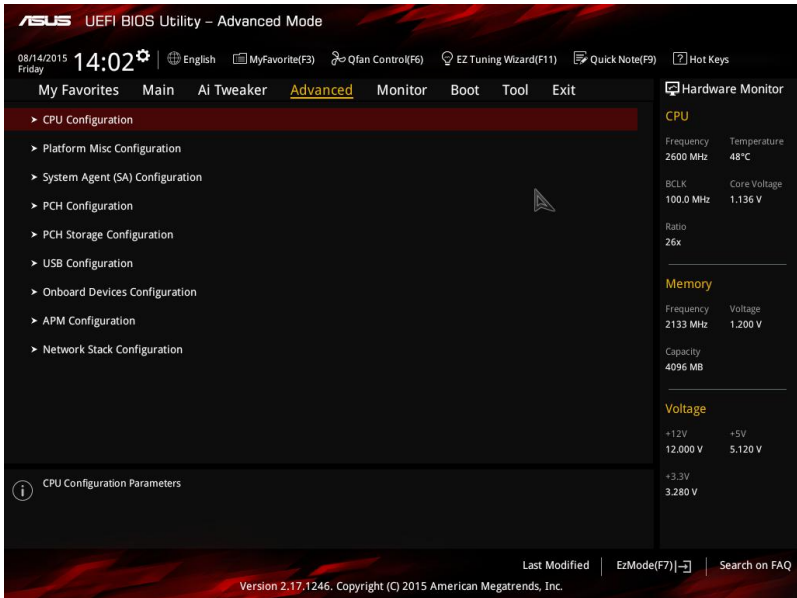 ASUS UEFI BIOS Utility – Advanced Mode
08/14/2015 Friday 14:02 English MyFavorite(F3) Qfan Control(F6) EZ Tuning Wizard(F11) Quick Note(F9) ? Hot Keys
My Favorites Main Ai Tweaker Advanced Monitor Boot Tool Exit
> CPU Configuration
> Platform Misc Configuration
> System Agent (SA) Configuration
> PCH Configuration
> PCH Storage Configuration
> USB Configuration
> Onboard Devices Configuration
> APM Configuration
> Network Stack Configuration
CPU Configuration Parameters
Hardware Monitor
CPU
Frequency Temperature
2600 MHz 48°C
BCLK Core Voltage
100.0 MHz 1.136 V
Ratio
26x
Memory
Frequency Voltage
2133 MHz 1.200 V
Capacity
4096 MB
Voltage
+12V +5V
12.000 V 5.120 V
+3.3V
3.280 V
Last Modified EzMode(F7) Search on FAQ
Version 2.17.1246. Copyright (C) 2015 American Megatrends, Inc.